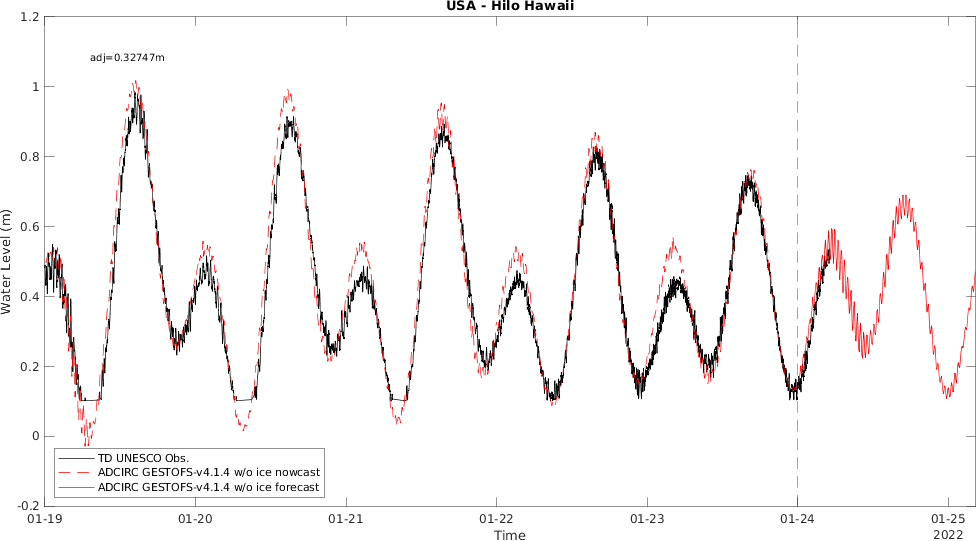 USA - Hilo Hawaii
1.2
adj=0.32747m
1
0.8
0.6
0.4
0.2
0
-0.2
Water Level (m)
TD UNESCO Obs.
ADCIRC GESTOFS-v4.1.4 w/o ice nowcast
ADCIRC GESTOFS-v4.1.4 w/o ice forecast
01-19 01-20 01-21 01-22 01-23 01-24 01-25
Time
2022